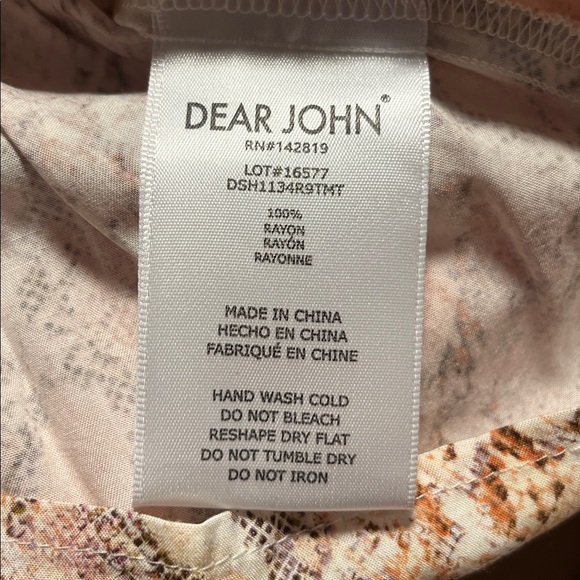 DEAR JOHN®
RN#142819
LOT#16577
DSH1134R9TMT
100%
RAYON
RAYÓN
RAYONNE
MADE IN CHINA
HECHO EN CHINA
FABRIQUÉ EN CHINE
HAND WASH COLD
DO NOT BLEACH
RESHAPE DRY FLAT
DO NOT TUMBLE DRY
DO NOT IRON